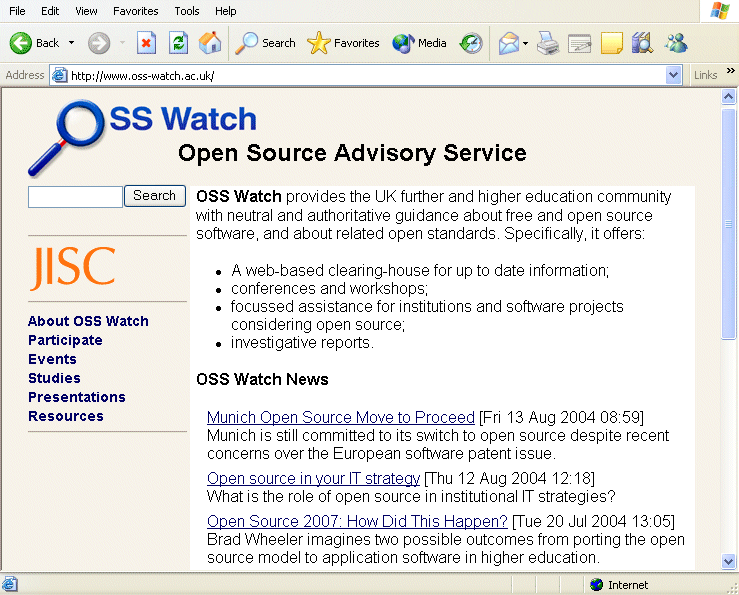 File Edit View Favorites Tools Help
Back Search Favorites Media
Address http://www.oss-watch.ac.uk/ Links »
OSS Watch
Open Source Advisory Service
Search
JISC
About OSS Watch
Participate
Events
Studies
Presentations
Resources
OSS Watch provides the UK further and higher education community
with neutral and authoritative guidance about free and open source
software, and about related open standards. Specifically, it offers:
• A web-based clearing-house for up to date information;
• conferences and workshops;
• focussed assistance for institutions and software projects
considering open source;
• investigative reports.
OSS Watch News
Munich Open Source Move to Proceed [Fri 13 Aug 2004 08:59]
Munich is still committed to its switch to open source despite recent
concerns over the European software patent issue.
Open source in your IT strategy [Thu 12 Aug 2004 12:18]
What is the role of open source in institutional IT strategies?
Open Source 2007: How Did This Happen? [Tue 20 Jul 2004 13:05]
Brad Wheeler imagines two possible outcomes from porting the open
source model to application software in higher education.
Internet